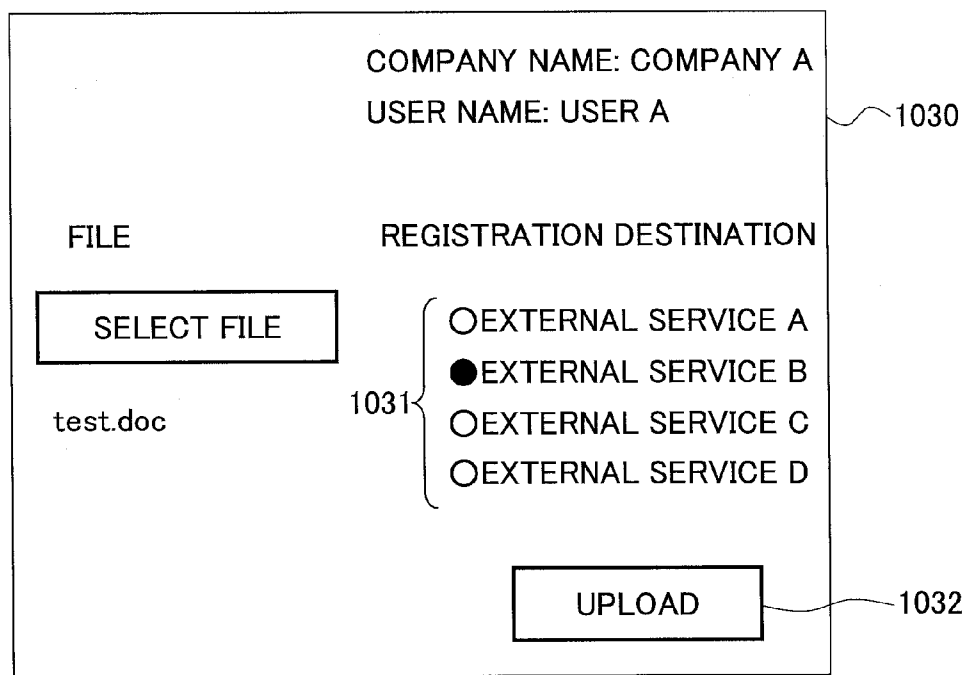 COMPANY NAME: COMPANY A
USER NAME: USER A
1030
FILE
REGISTRATION DESTINATION
SELECT FILE
test.doc
1031
EXTERNAL SERVICE A
EXTERNAL SERVICE B
EXTERNAL SERVICE C
EXTERNAL SERVICE D
UPLOAD
1032